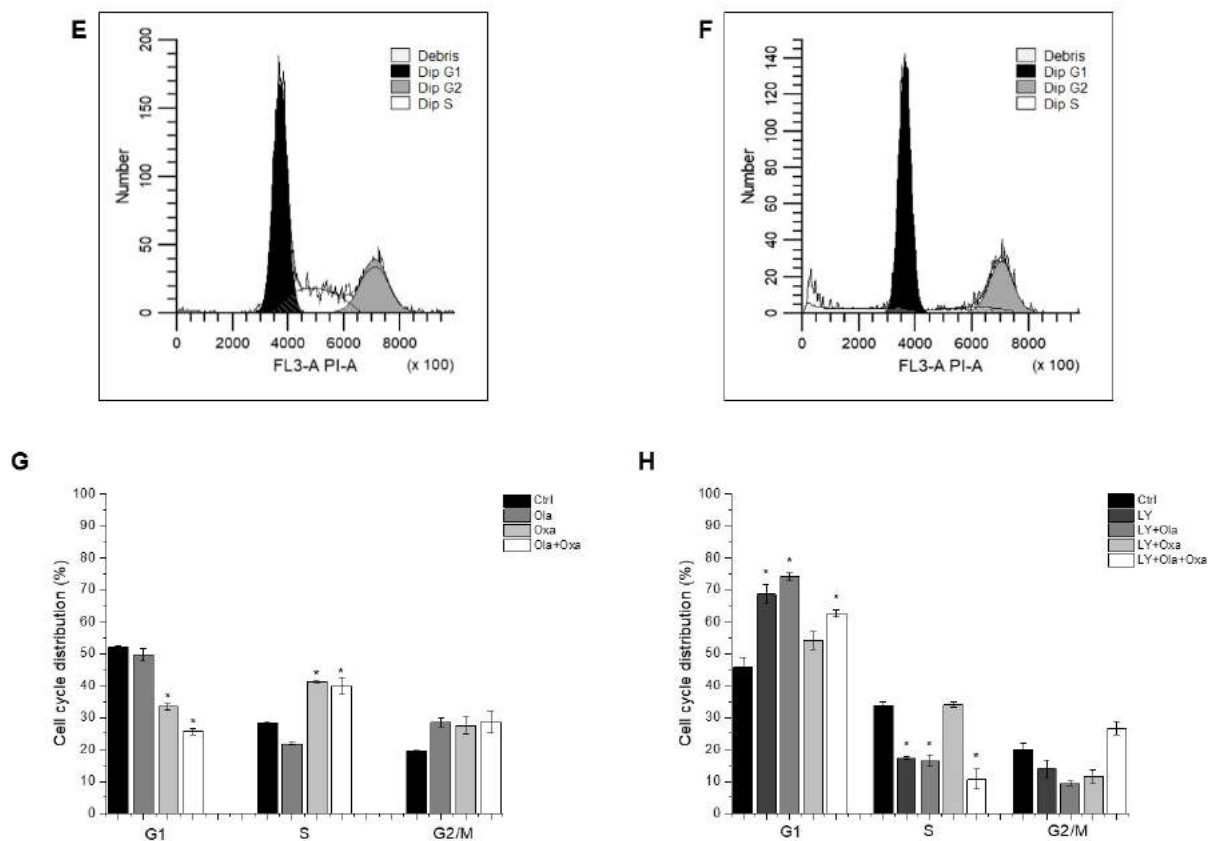 E
200
150
100
50
0
Number
Debris
Dip G1
Dip G2
Dip S
0 2000 4000 6000 8000
FL3-A PI-A (x 100)
F
140
120
100
80
60
40
20
0
Number
Debris
Dip G1
Dip G2
Dip S
0 2000 4000 6000 8000
FL3-A PI-A (x 100)
G
100
90
80
70
60
50
40
30
20
10
0
Cell cycle distribution (%)
Ctrl
Ola
Oxa
Ola+Oxa
* * * *
G1 S G2/M
H
100
90
80
70
60
50
40
30
20
10
0
Cell cycle distribution (%)
Ctrl
LY
LY+Ola
LY+Oxa
LY+Ola+Oxa
* * * * * *
G1 S G2/M